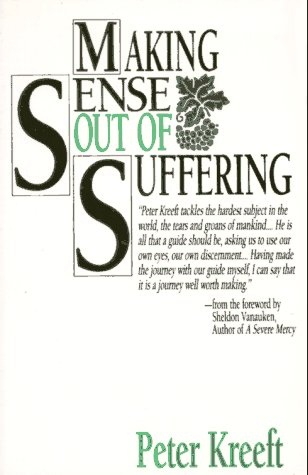 MAKING
SENSE
OUT OF
SUFFERING
"Peter Kreeft tackles the hardest subject in the
world, the tears and groans of mankind... He is
all that a guide should be, asking us to use our
own eyes, our own discernment... Having made
the journey with our guide myself, I can say that
it is a journey well worth making."
—from the foreword by
Sheldon Vanauken,
Author of A Severe Mercy
Peter Kreeft